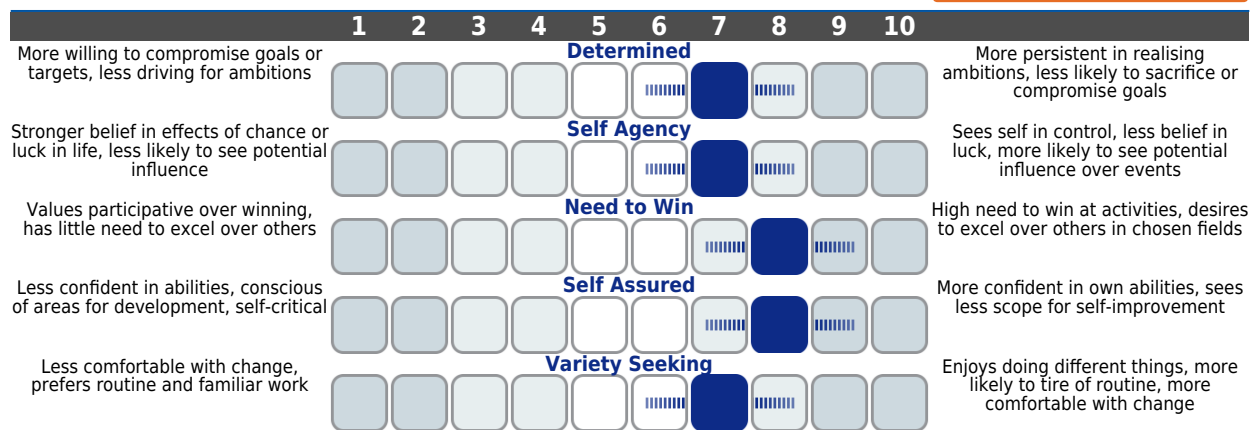 1 2 3 4 5 6 7 8 9 10
Determined
More willing to compromise goals or
targets, less driving for ambitions
More persistent in realising
ambitions, less likely to sacrifice or
compromise goals
Self Agency
Stronger belief in effects of chance or
luck in life, less likely to see potential
influence
Sees self in control, less belief in
luck, more likely to see potential
influence over events
Need to Win
Values participative over winning,
has little need to excel over others
High need to win at activities, desires
to excel over others in chosen fields
Self Assured
Less confident in abilities, conscious
of areas for development, self-critical
More confident in own abilities, sees
less scope for self-improvement
Variety Seeking
Less comfortable with change,
prefers routine and familiar work
Enjoys doing different things, more
likely to tire of routine, more
comfortable with change